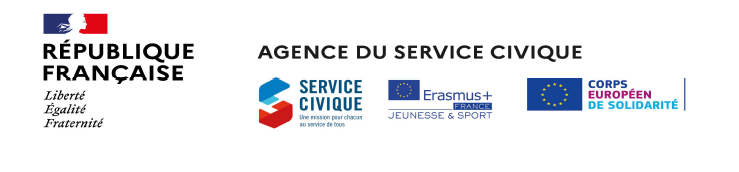 RÉPUBLIQUE
FRANÇAISE
Liberté
Égalité
Fraternité
AGENCE DU SERVICE CIVIQUE
SERVICE
CIVIQUE
Une mission pour chacun
au service de tous
Erasmus+
FRANCE
JEUNESSE & SPORT
CORPS
EUROPÉEN
DE SOLIDARITÉ